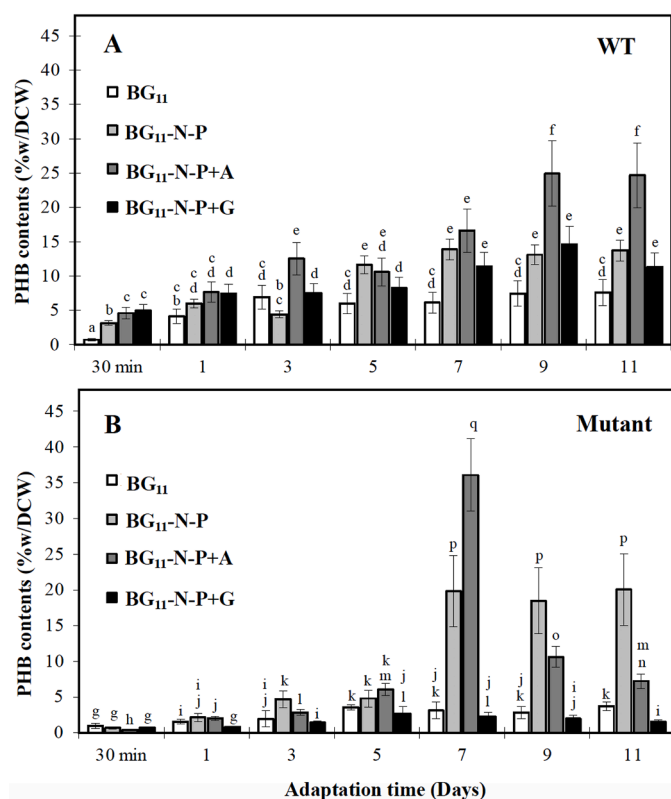 A
WT
BG₁₁
BG₁₁-N-P
BG₁₁-N-P+A
BG₁₁-N-P+G
PHB contents (%w/DCW)
45
40
35
30
25
20
15
10
5
0
a b c c
c b c d c d d
c d b c e d
c d e e d d
c d e e e
c d e f e
c d e f e
30 min 1 3 5 7 9 11
B
Mutant
BG₁₁
BG₁₁-N-P
BG₁₁-N-P+A
BG₁₁-N-P+G
PHB contents (%w/DCW)
45
40
35
30
25
20
15
10
5
0
g g h g
i i j j g
i j k l i
k k k m j l
j k p q j l
j k p o i j
k p m n i
30 min 1 3 5 7 9 11
Adaptation time (Days)